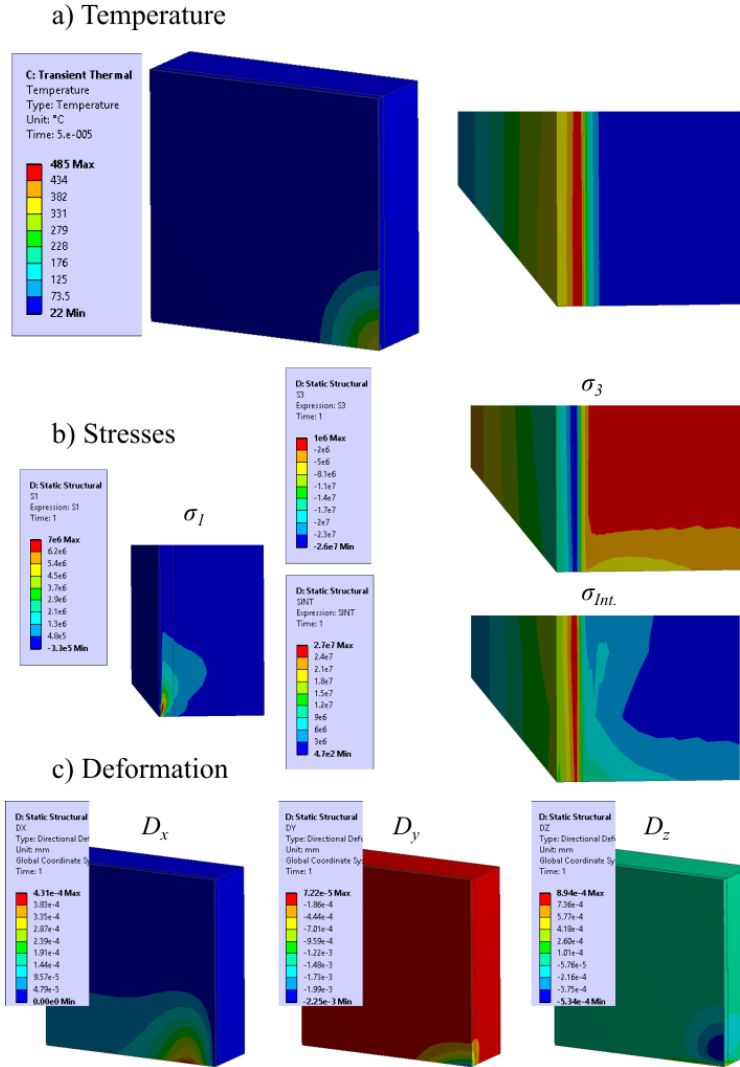 a) Temperature
C: Transient Thermal
Temperature
Type: Temperature
Unit: °C
Time: 5.e-005
485 Max
434
382
331
279
228
176
125
73.5
22 Min
b) Stresses
D: Static Structural
S1
Expression: S1
Time: 1
7e6 Max
6.2e6
5.4e6
4.5e6
3.7e6
2.9e6
2.1e6
1.3e6
4.8e5
-3.3e5 Min
σ1
D: Static Structural
S3
Expression: S3
Time: 1
1e6 Max
-2e6
-5e6
-8.1e6
-1.1e7
-1.4e7
-1.7e7
-2e7
-2.3e7
-2.6e7 Min
σ3
D: Static Structural
SINT
Expression: SINT
Time: 1
2.7e7 Max
2.4e7
2.1e7
1.8e7
1.5e7
1.2e7
9e6
6e6
3e6
4.7e2 Min
σInt.
c) Deformation
D: Static Structural
DX
Type: Directional Def
Unit: mm
Global Coordinate Sy
Time: 1
4.31e-4 Max
3.83e-4
3.35e-4
2.87e-4
2.39e-4
1.91e-4
1.44e-4
9.57e-5
4.79e-5
0.00e0 Min
Dx
D: Static Structural
DY
Type: Directional Def
Unit: mm
Global Coordinate Sy
Time: 1
7.22e-5 Max
-1.86e-4
-4.44e-4
-7.01e-4
-9.59e-4
-1.22e-3
-1.48e-3
-1.73e-3
-1.99e-3
-2.25e-3 Min
Dy
D: Static Structural
DZ
Type: Directional Def
Unit: mm
Global Coordinate Sy
Time: 1
8.94e-4 Max
7.36e-4
5.77e-4
4.18e-4
2.60e-4
1.01e-4
-5.76e-5
-2.16e-4
-3.75e-4
-5.34e-4 Min
Dz